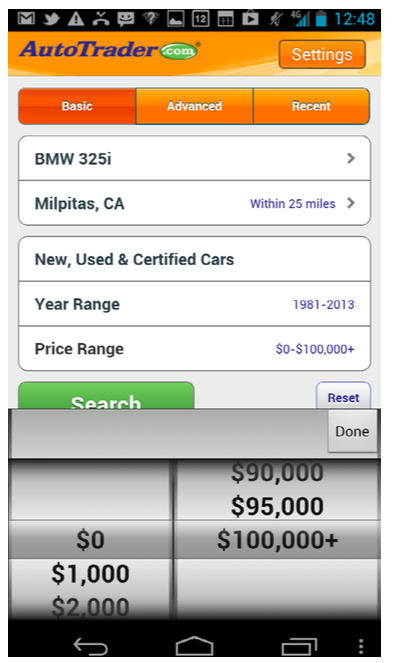 12
4G
12:48
AutoTrader.com
Settings
Basic
Advanced
Recent
BMW 325i
Milpitas, CA
Within 25 miles
New, Used & Certified Cars
Year Range
1981-2013
Price Range
$0-$100,000+
Search
Reset
Done
$90,000
$95,000
$0
$100,000+
$1,000
$2,000